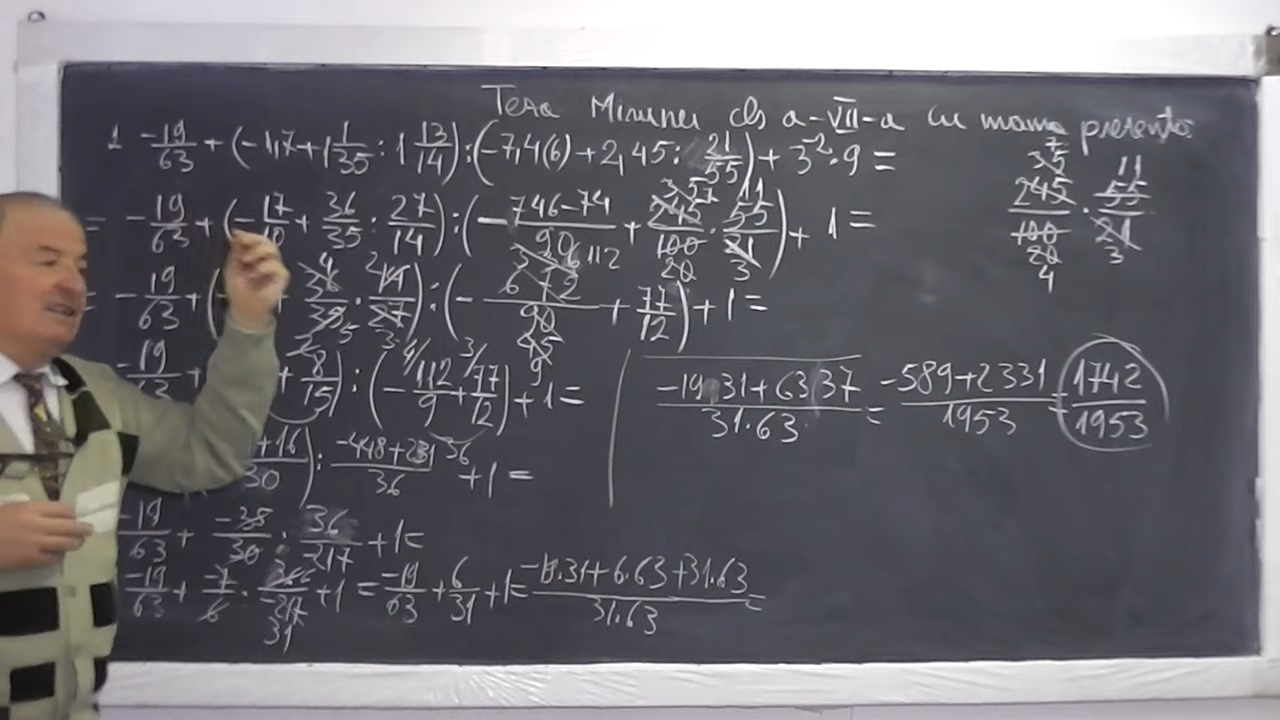 Teza Mircea cls a-VII-a cu mama prezenta
1 -19/63 + (-1,7+1 1/35 : 1 13/14) : (-7,4(6) + 2,45 : 21/55) + 3^-2 · 9 =
= -19/63 + (-17/10 + 36/35 : 27/14) : (- 746-74/90 + 245/100 · 55/21) + 1 =
= -19/63 + ( + 36/35 · 14/27) : (- 672/90 + 77/12) + 1 =
-19/63 + + 8/15) : (- 112/9 + 77/12) + 1 =
+16/30) : -448+231/36 + 1 =
-19/63 + -35/30 · 36/217 + 1 =
-19/63 + -7/6 · 36/217 + 1 = -19/63 + 6/31 + 1 = -19.31+6.63+31.63/31.63 =
245/100 · 55/21
-19 31+63 37/31.63 = -589+2331/1953 = 1742/1953